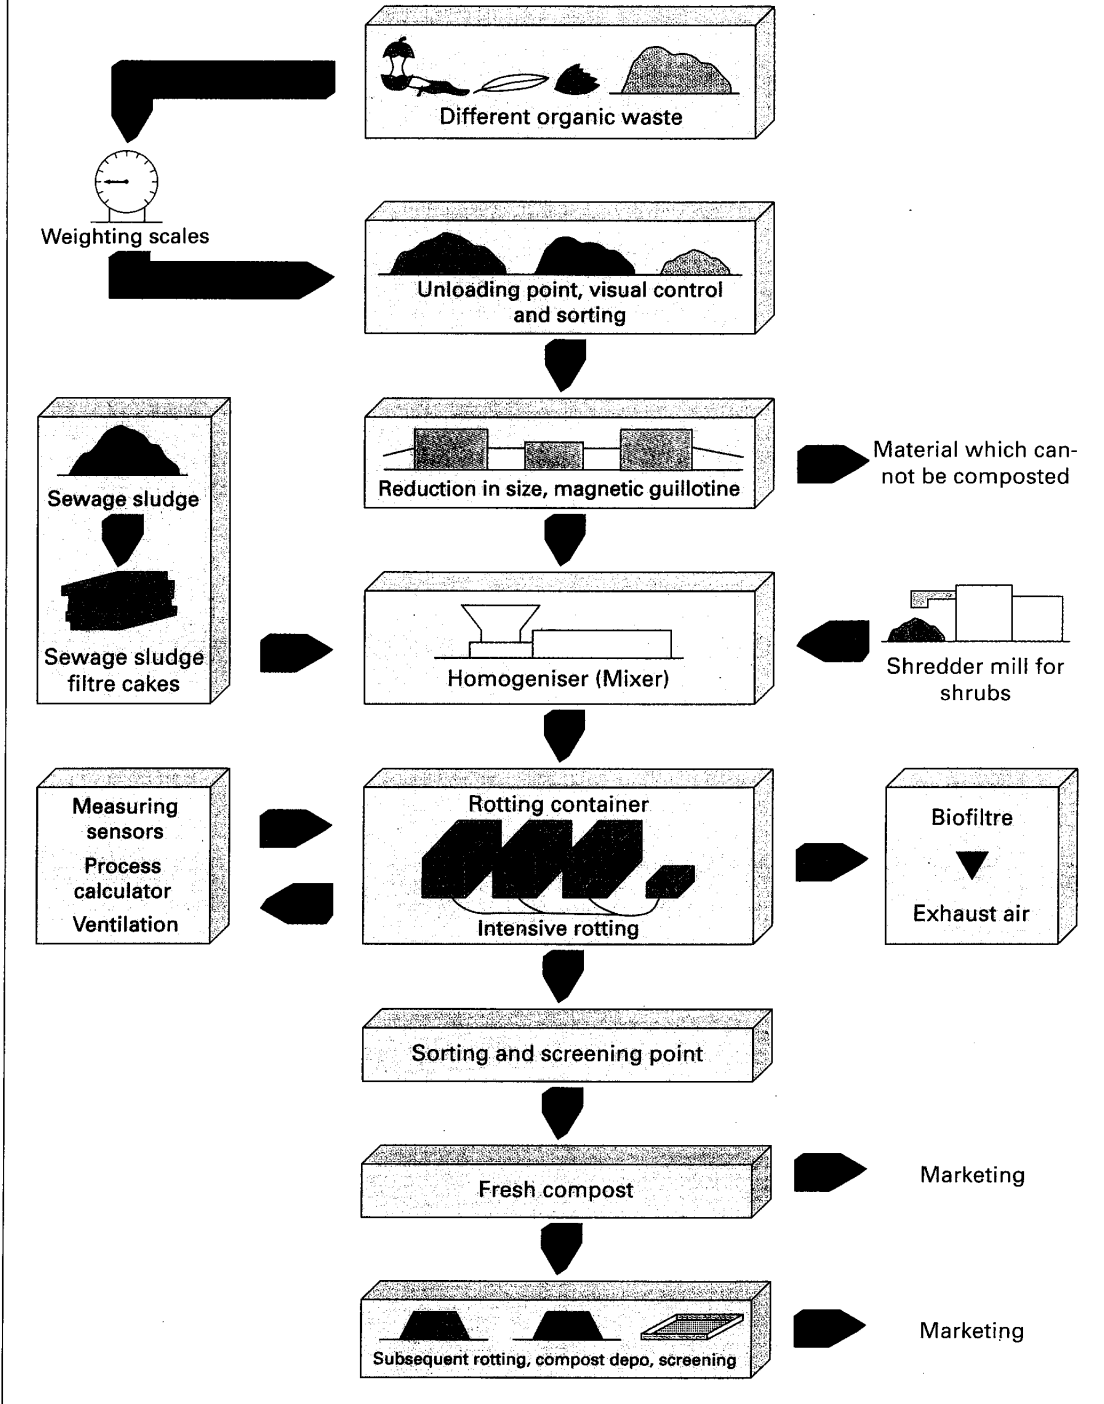 Different organic waste
Weighting scales
Unloading point, visual control
and sorting
Sewage sludge
Sewage sludge
filtre cakes
Reduction in size, magnetic guillotine
Material which can-
not be composted
Homogeniser (Mixer)
Shredder mill for
shrubs
Measuring
sensors
Process
calculator
Ventilation
Rotting container
Intensive rotting
Biofiltre
Exhaust air
Sorting and screening point
Fresh compost
Marketing
Subsequent rotting, compost depo, screening
Marketing